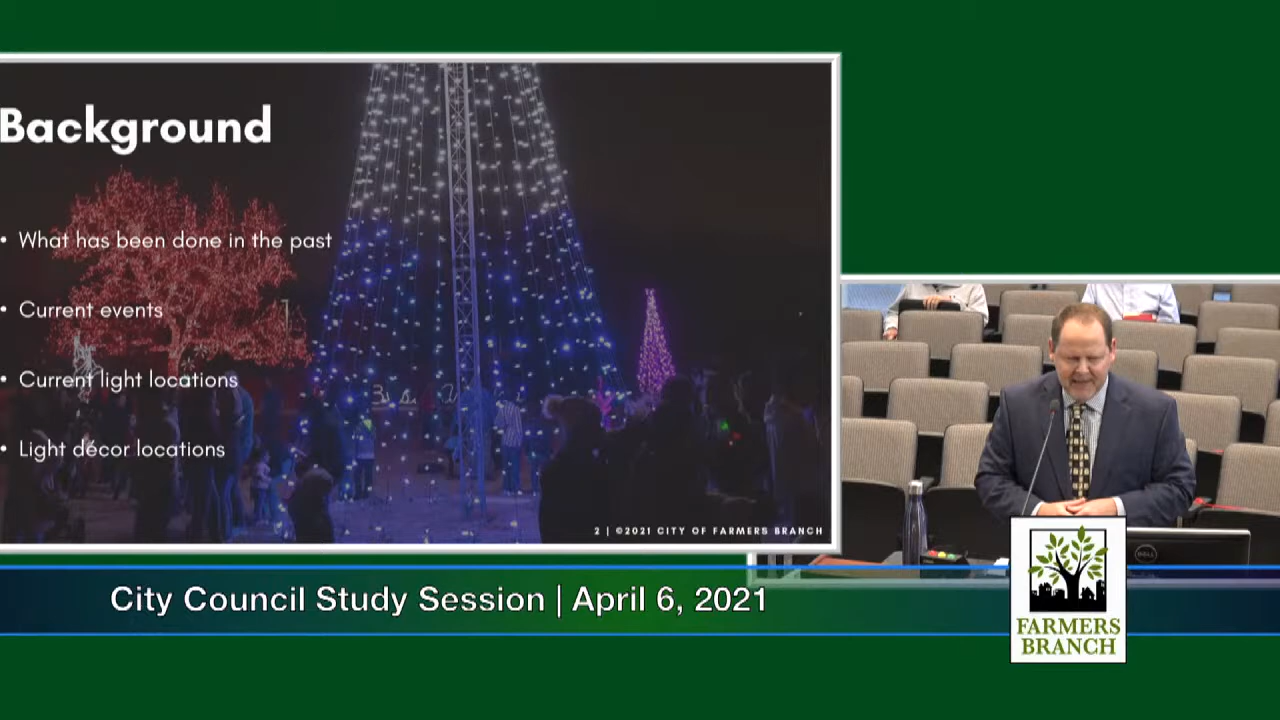 Background
• What has been done in the past
• Current events
• Current light locations
• Light décor locations
2 | ©2021 CITY OF FARMERS BRANCH
DELL
City Council Study Session | April 6, 2021
FARMERS
BRANCH